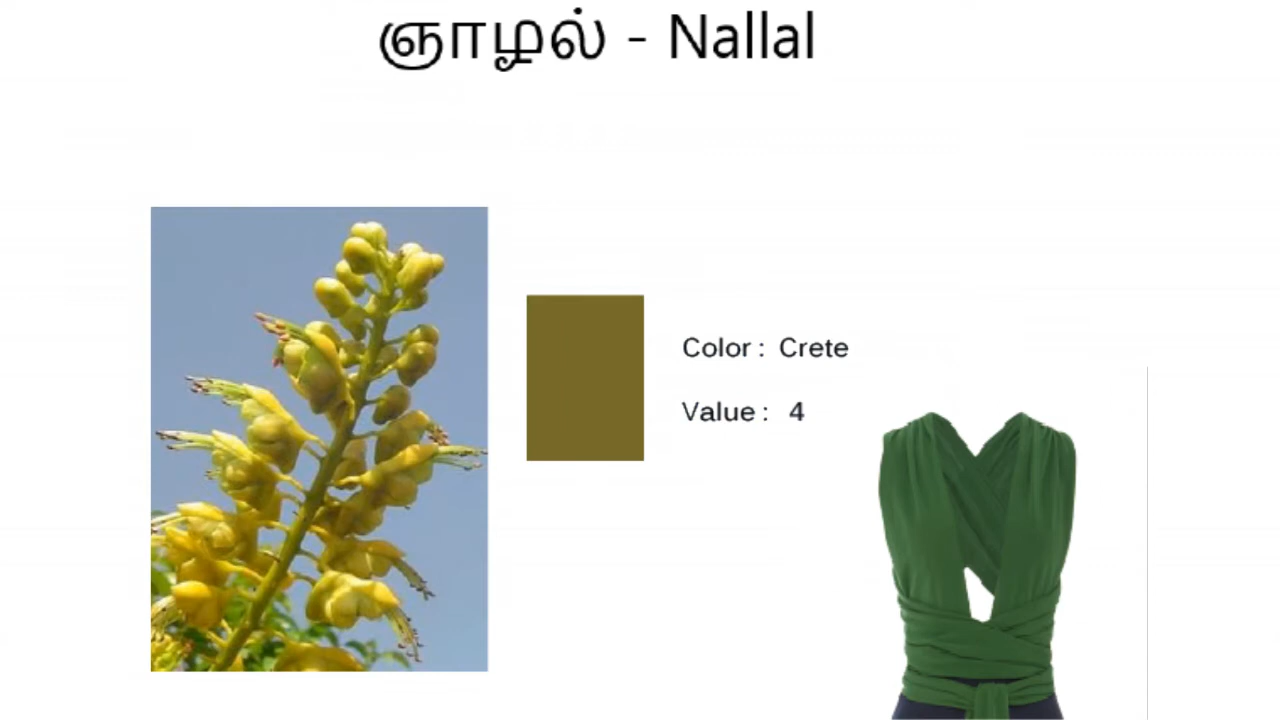 ஞாழல் - Nallal
Color : Crete
Value : 4